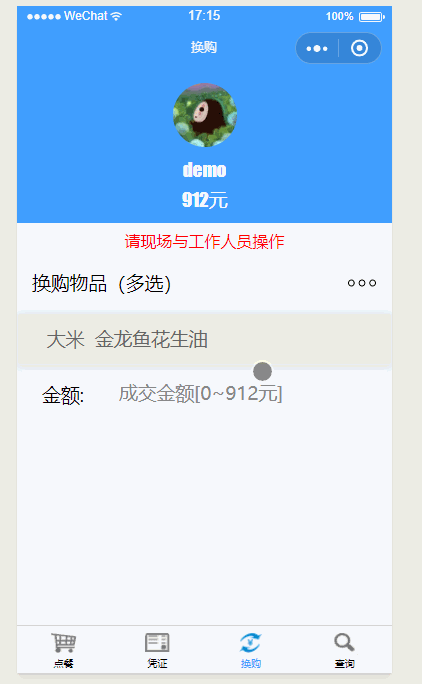 WeChat 17:15 100%
换购
demo
912元
请现场与工作人员操作
换购物品（多选）
大米 金龙鱼花生油
金额: 成交金额[0~912元]
点餐 凭证 换购 查询